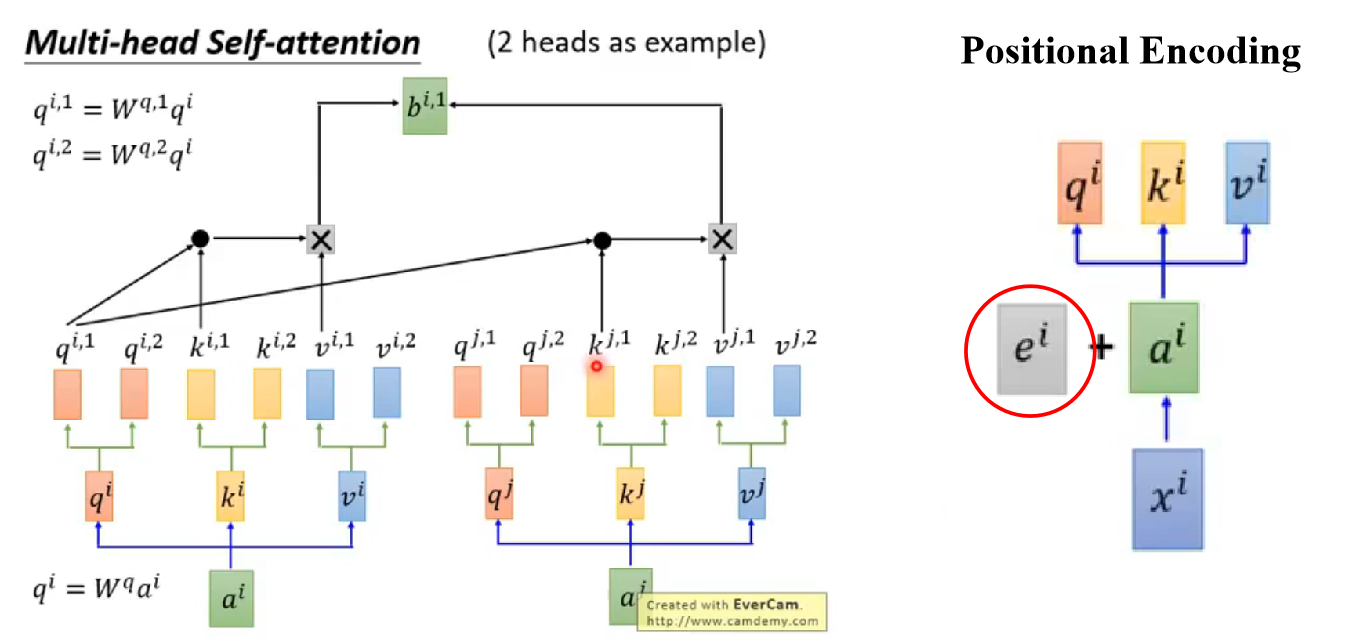 Multi-head Self-attention
(2 heads as example)
Positional Encoding
q^{i,1} = W^{q,1}q^i
q^{i,2} = W^{q,2}q^i
b^{i,1}
q^{i,1} q^{i,2} k^{i,1} k^{i,2} v^{i,1} v^{i,2} q^{j,1} q^{j,2} k^{j,1} k^{j,2} v^{j,1} v^{j,2}
q^i k^i v^i q^j k^j v^j
q^i = W^q a^i
a^i a^j
Created with EverCam.
http://www.camdemy.com
q^i k^i v^i
e^i + a^i
x^i